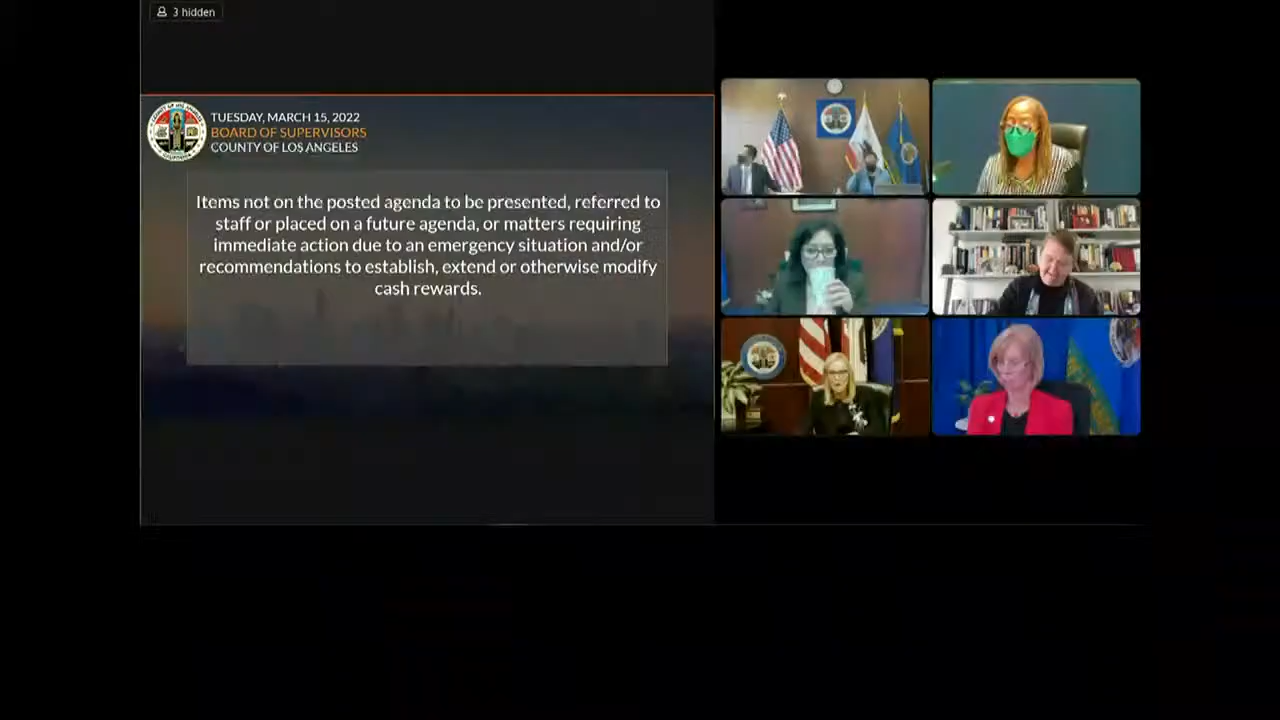 3 hidden
TUESDAY, MARCH 15, 2022
BOARD OF SUPERVISORS
COUNTY OF LOS ANGELES
Items not on the posted agenda to be presented, referred to
staff or placed on a future agenda, or matters requiring
immediate action due to an emergency situation and/or
recommendations to establish, extend or otherwise modify
cash rewards.